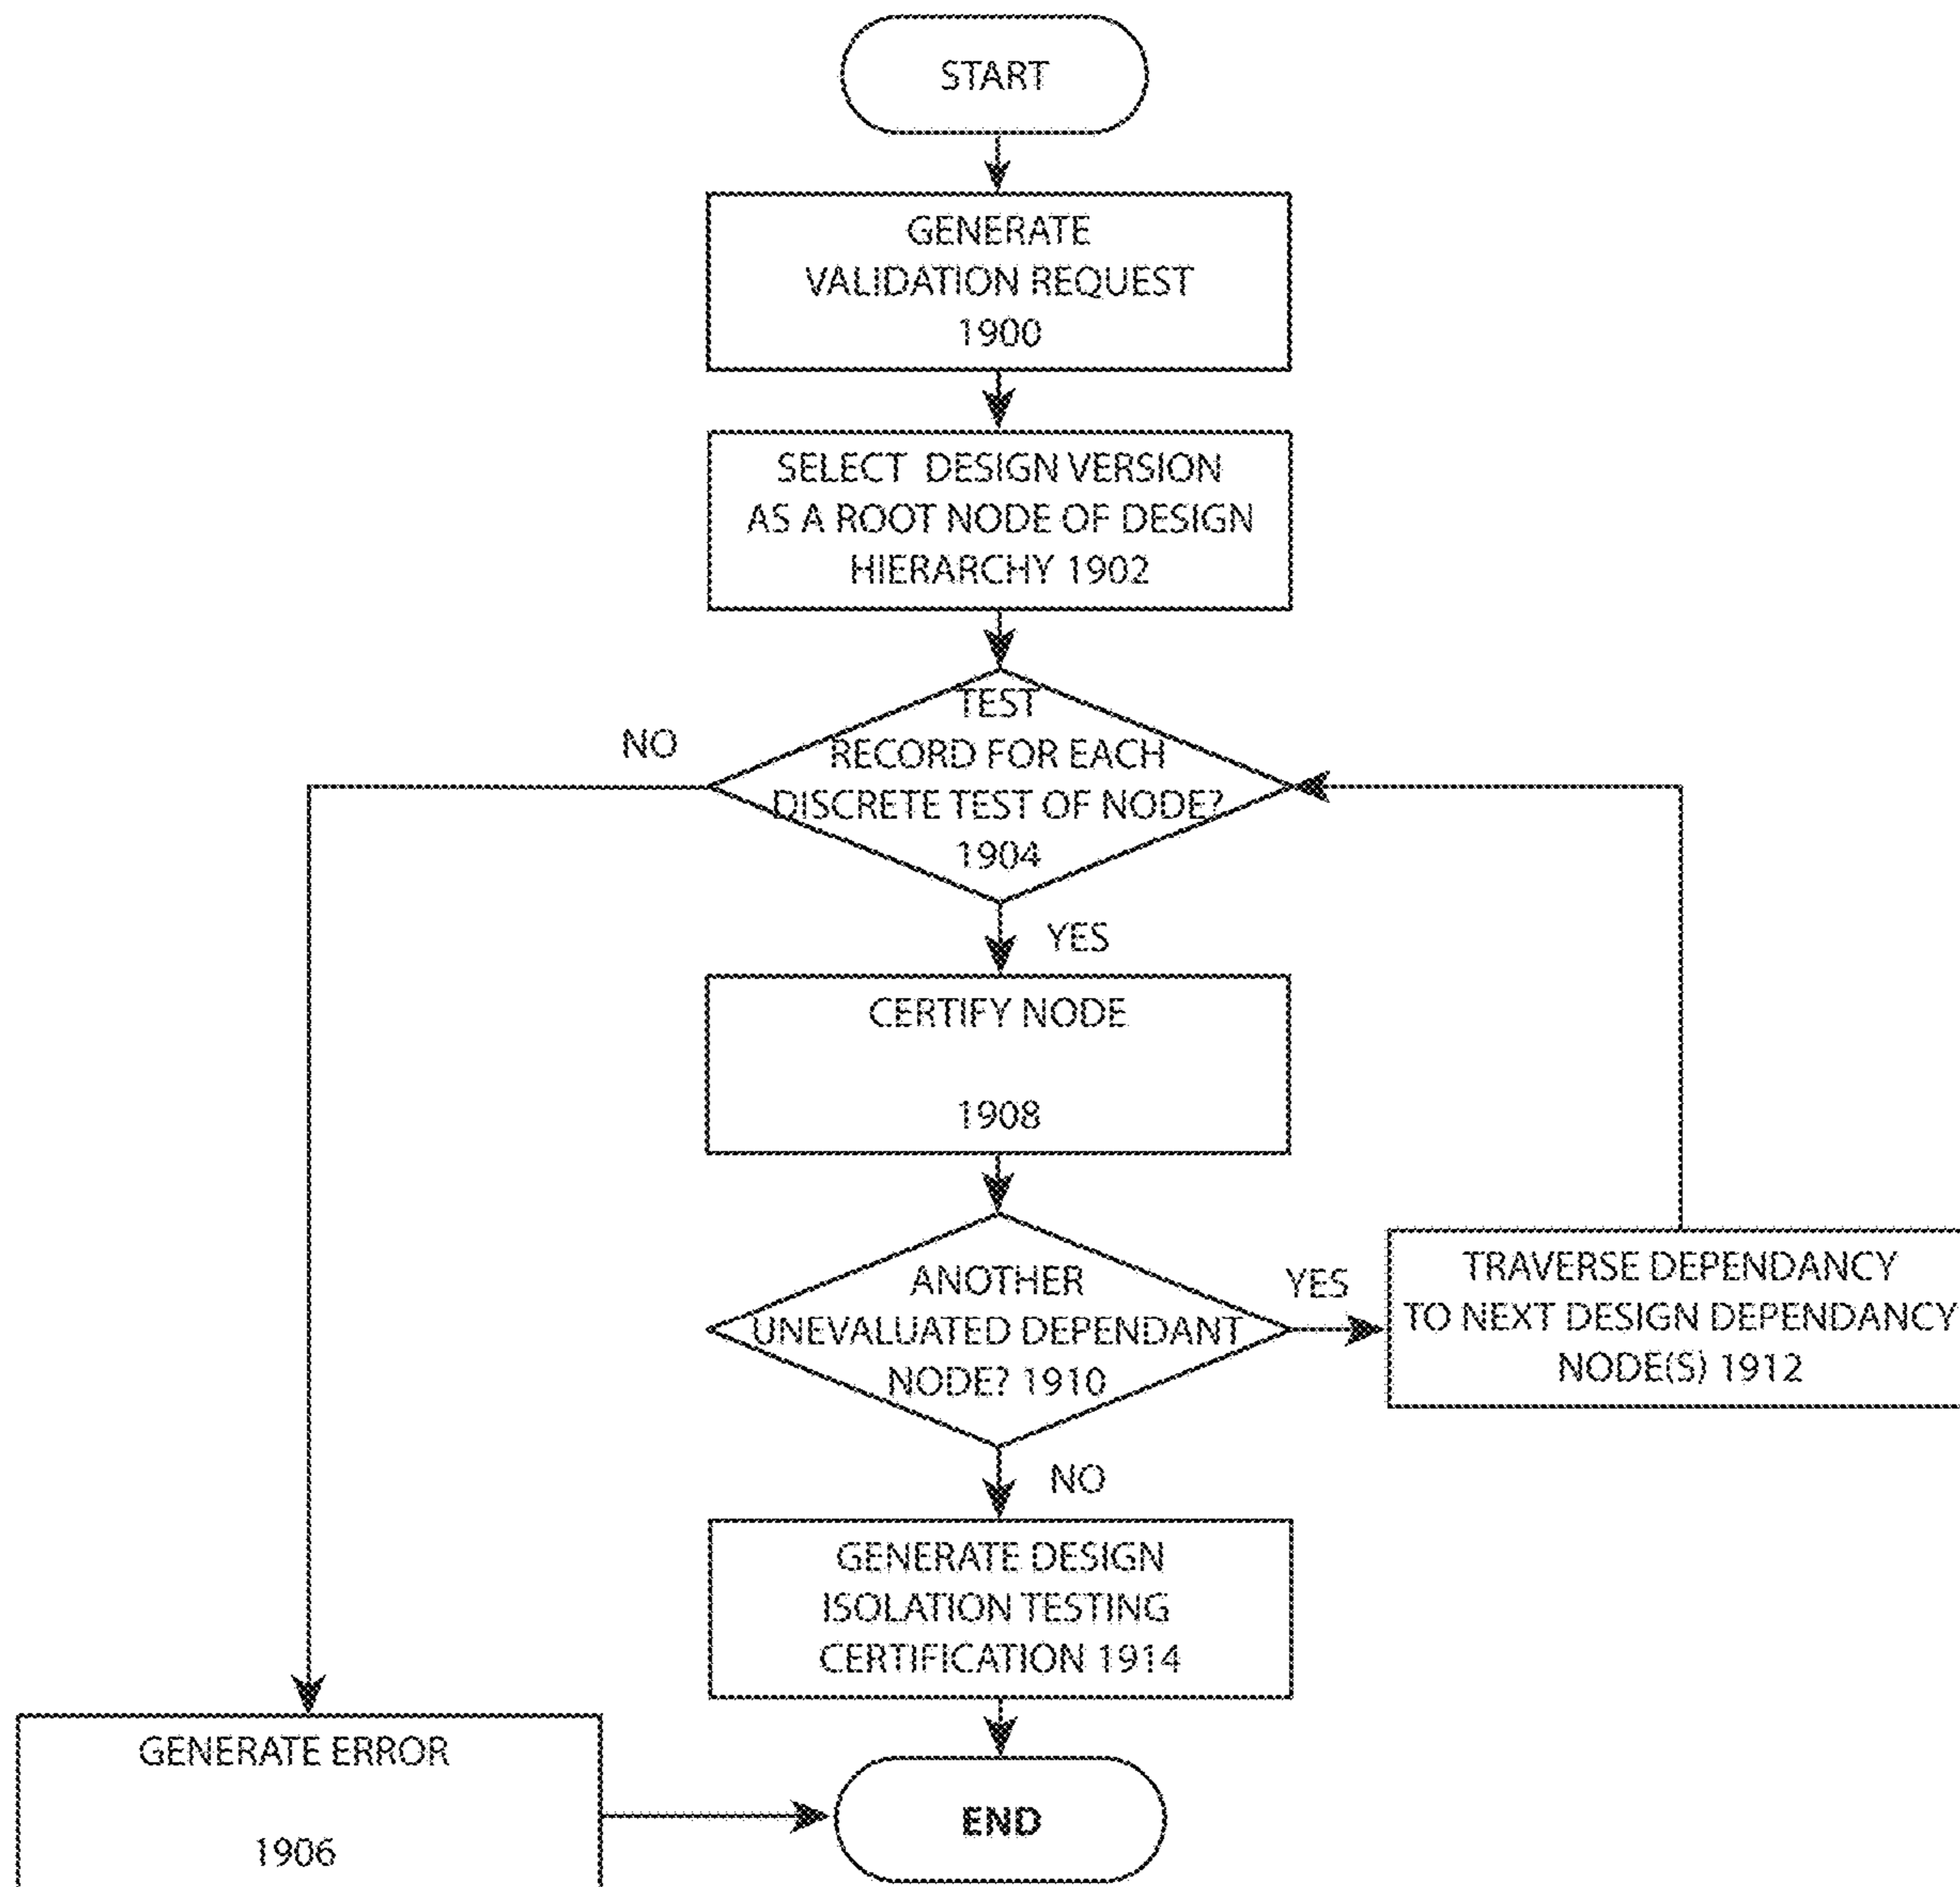 START
GENERATE
VALIDATION REQUEST
1900
SELECT DESIGN VERSION
AS A ROOT NODE OF DESIGN
HIERARCHY 1902
TEST
RECORD FOR EACH
DISCRETE TEST OF NODE?
1904
NO
YES
CERTIFY NODE
1908
ANOTHER
UNEVALUATED DEPENDANT
NODE? 1910
YES
TRAVERSE DEPENDANCY
TO NEXT DESIGN DEPENDANCY
NODE(S) 1912
NO
GENERATE DESIGN
ISOLATION TESTING
CERTIFICATION 1914
GENERATE ERROR
1906
END